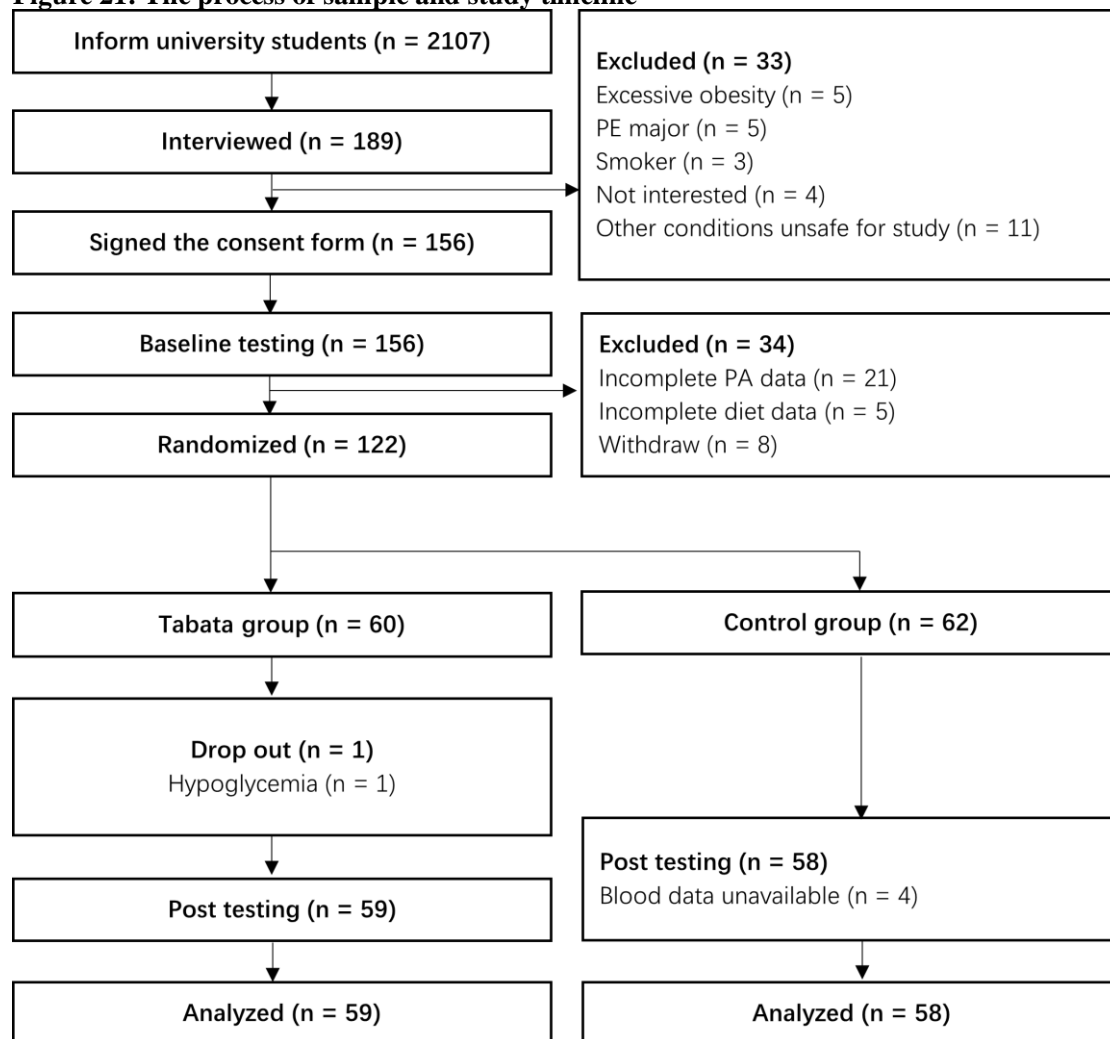 Figure 21: The process of sample and study timeline
Inform university students (n = 2107)
Interviewed (n = 189)
Excluded (n = 33)
Excessive obesity (n = 5)
PE major (n = 5)
Smoker (n = 3)
Not interested (n = 4)
Other conditions unsafe for study (n = 11)
Signed the consent form (n = 156)
Baseline testing (n = 156)
Excluded (n = 34)
Incomplete PA data (n = 21)
Incomplete diet data (n = 5)
Withdraw (n = 8)
Randomized (n = 122)
Tabata group (n = 60)
Control group (n = 62)
Drop out (n = 1)
Hypoglycemia (n = 1)
Post testing (n = 59)
Post testing (n = 58)
Blood data unavailable (n = 4)
Analyzed (n = 59)
Analyzed (n = 58)